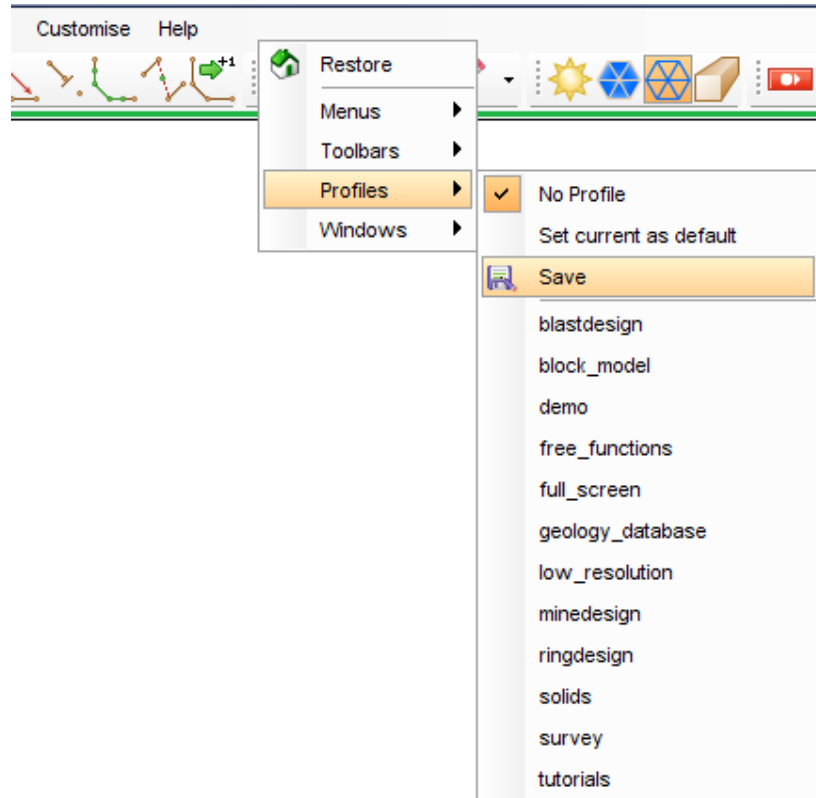 Customise Help
+1
Restore
Menus
Toolbars
Profiles
Windows
No Profile
Set current as default
Save
blastdesign
block_model
demo
free_functions
full_screen
geology_database
low_resolution
minedesign
ringdesign
solids
survey
tutorials